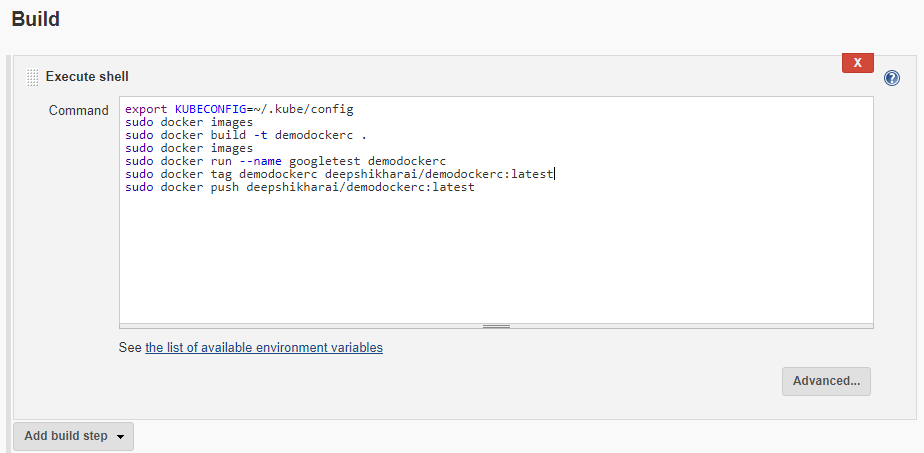 Build
X
Execute shell
Command
export KUBECONFIG=~/.kube/config
sudo docker images
sudo docker build -t demodockerc .
sudo docker images
sudo docker run --name googletest demodockerc
sudo docker tag demodockerc deepshikharai/demodockerc:latest
sudo docker push deepshikharai/demodockerc:latest
See the list of available environment variables
Advanced...
Add build step